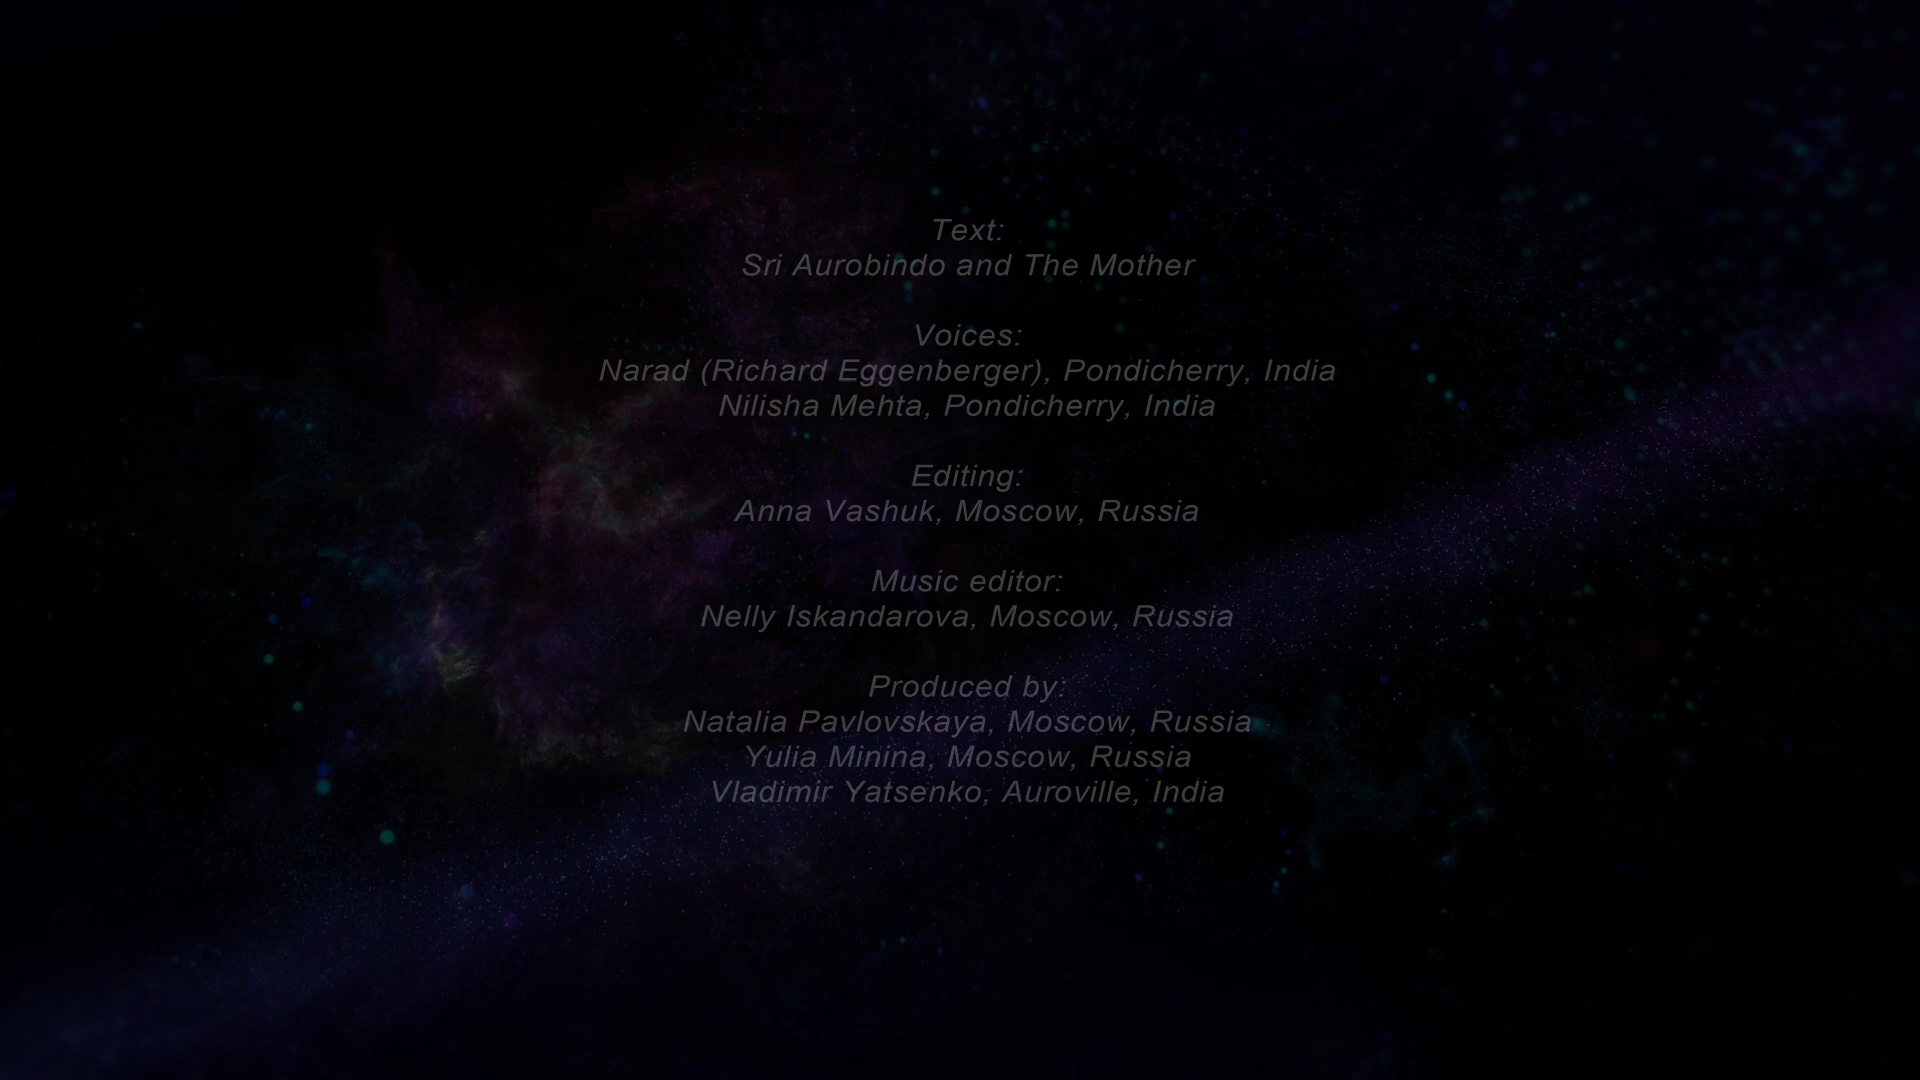 Text:
Sri Aurobindo and The Mother
Voices:
Narad (Richard Eggenberger), Pondicherry, India
Nilisha Mehta, Pondicherry, India
Editing:
Anna Vashuk, Moscow, Russia
Music editor:
Nelly Iskandarova, Moscow, Russia
Produced by:
Natalia Pavlovskaya, Moscow, Russia
Yulia Minina, Moscow, Russia
Vladimir Yatsenko, Auroville, India